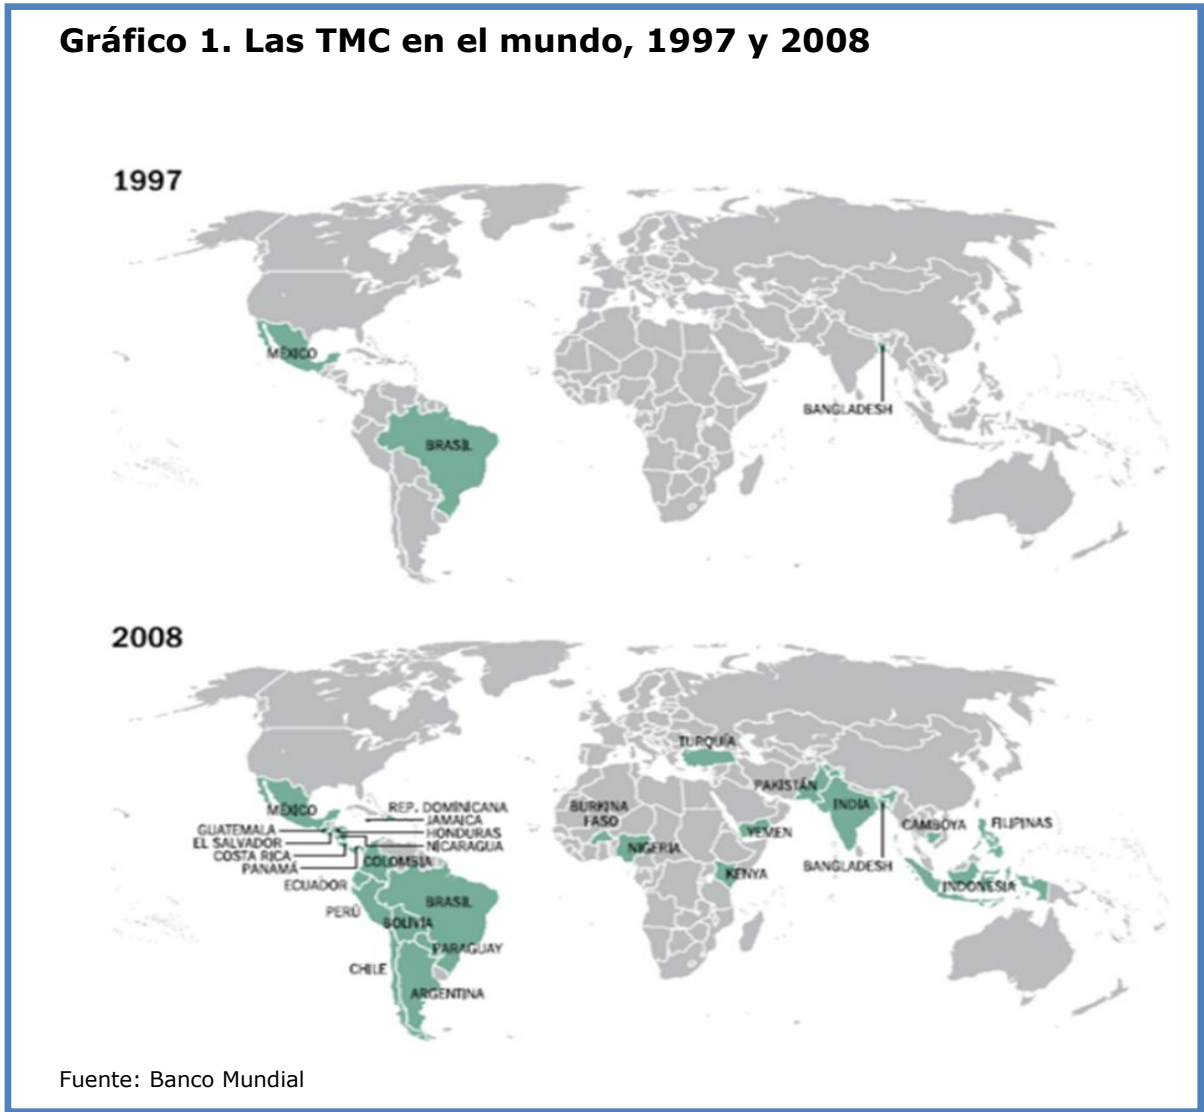 Gráfico 1. Las TMC en el mundo, 1997 y 2008
1997
MÉXICO
BRASIL
BANGLADESH
2008
TURQUÍA
PAKISTÁN
MÉXICO
REP. DOMINICANA
BURKINA
FASO
INDIA
JAMAICA
GUATEMALA
HONDURAS
YEMEN
CAMBOYA
FILIPINAS
EL SALVADOR
NICARAGUA
NIGERIA
COSTA RICA
PANAMÁ
COLOMBIA
BANGLADESH
KENYA
ECUADOR
INDONESIA
BRASIL
PERÚ
BOLIVIA
PARAGUAY
CHILE
ARGENTINA
Fuente: Banco Mundial